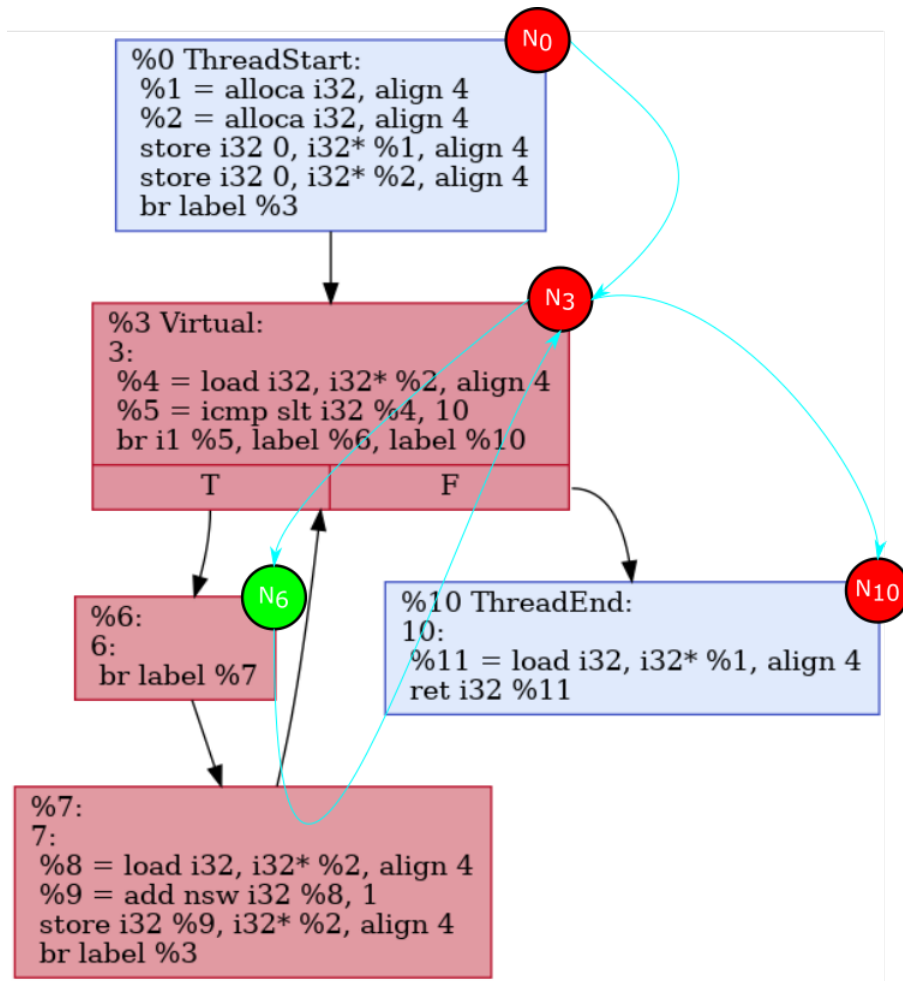 N0
%0 ThreadStart:
%1 = alloca i32, align 4
%2 = alloca i32, align 4
store i32 0, i32* %1, align 4
store i32 0, i32* %2, align 4
br label %3
N3
%3 Virtual:
3:
%4 = load i32, i32* %2, align 4
%5 = icmp slt i32 %4, 10
br i1 %5, label %6, label %10
T F
N6
%6:
6:
br label %7
N10
%10 ThreadEnd:
10:
%11 = load i32, i32* %1, align 4
ret i32 %11
%7:
7:
%8 = load i32, i32* %2, align 4
%9 = add nsw i32 %8, 1
store i32 %9, i32* %2, align 4
br label %3